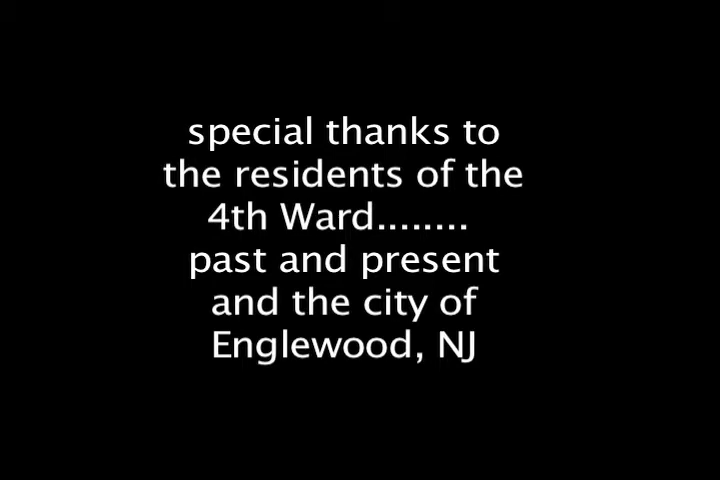 special thanks to
the residents of the
4th Ward........
past and present
and the city of
Englewood, NJ